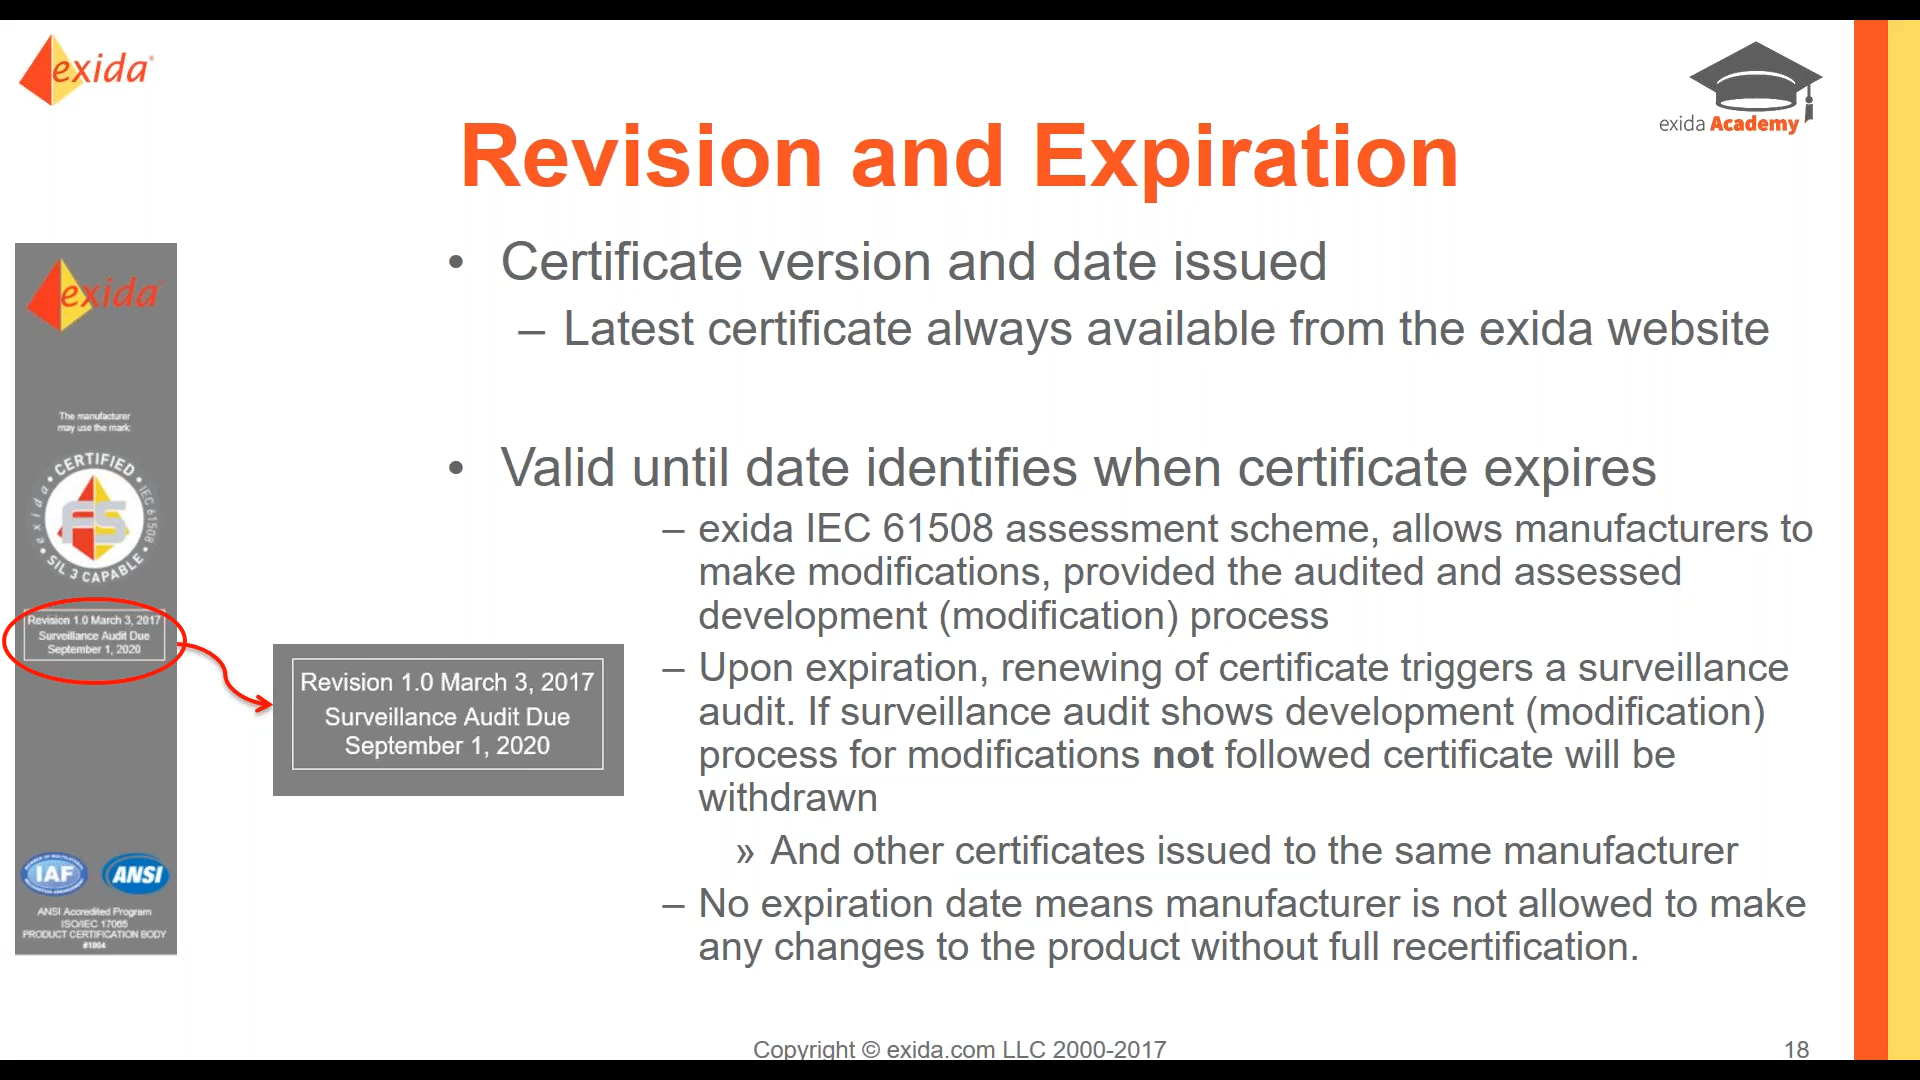 exida
exida Academy
Revision and Expiration
• Certificate version and date issued
– Latest certificate always available from the exida website
• Valid until date identifies when certificate expires
– exida IEC 61508 assessment scheme, allows manufacturers to
make modifications, provided the audited and assessed
development (modification) process
– Upon expiration, renewing of certificate triggers a surveillance
audit. If surveillance audit shows development (modification)
process for modifications not followed certificate will be
withdrawn
» And other certificates issued to the same manufacturer
– No expiration date means manufacturer is not allowed to make
any changes to the product without full recertification.
exida
The manufacturer
may use the mark:
CERTIFIED
exida
IEC 61508
FS
SIL 3 CAPABLE
Revision 1.0 March 3, 2017
Surveillance Audit Due
September 1, 2020
Revision 1.0 March 3, 2017
Surveillance Audit Due
September 1, 2020
IAF
ANSI
ANSI Accredited Program
ISO/IEC 17065
PRODUCT CERTIFICATION BODY
#1004
Copyright © exida.com LLC 2000-2017
18